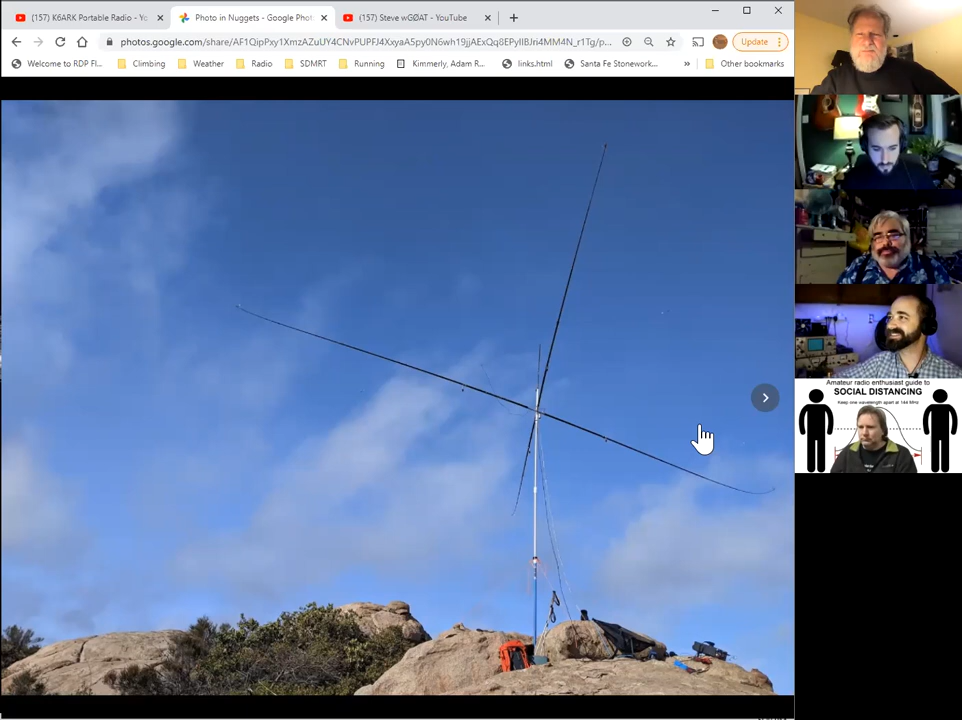 (157) K6ARK Portable Radio - Yo
Photo in Nuggets - Google Phot
(157) Steve wGØAT - YouTube
photos.google.com/share/AF1QipPxy1XmzAZuUY4CNvPUPFJ4XxyaA5py0N6wh19jjAExQq8EPyIIBJri4MM4N_r1Tg/p...
Update
Welcome to RDP Fl...
Climbing
Weather
Radio
SDMRT
Running
Kimmerly, Adam R...
links.html
Santa Fe Stonework...
»
Other bookmarks
Amateur radio enthusiast guide to
SOCIAL DISTANCING
Keep one wavelength apart at 144 MHz